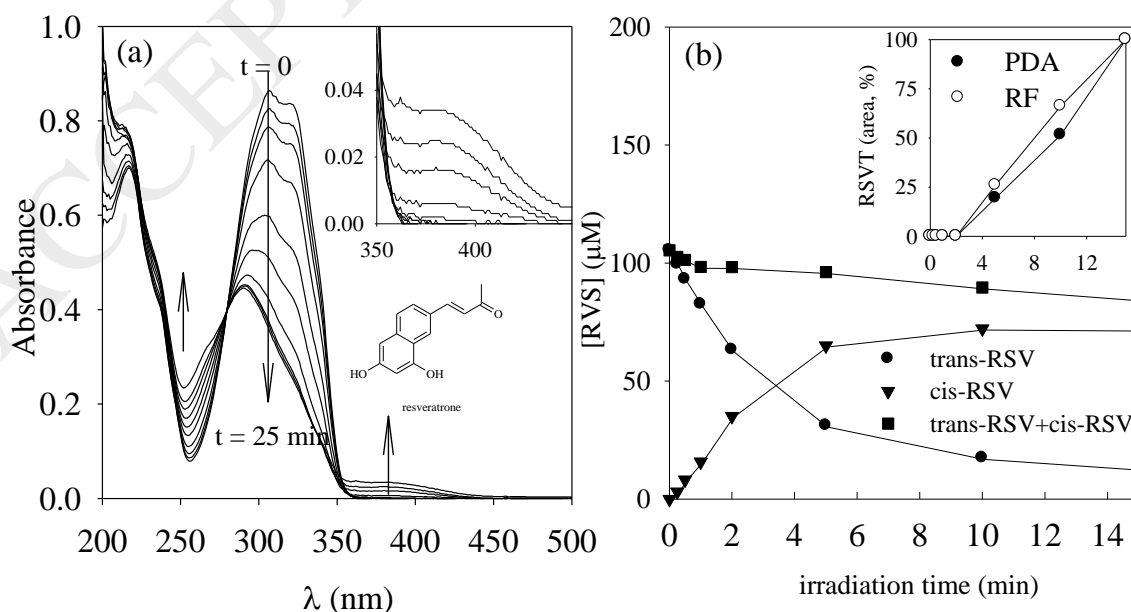 ACCEPT
(a)
t = 0
t = 25 min
Absorbance
1.0
0.8
0.6
0.4
0.2
0.0
200 250 300 350 400 450 500
λ (nm)
0.04
0.02
0.00
350 400
HO
OH
O
resveratrone
(b)
[RVS] (µM)
200
150
100
50
0
0 2 4 6 8 10 12 14
irradiation time (min)
trans-RSV
cis-RSV
trans-RSV+cis-RSV
RSVT (area, %)
100
75
50
25
0
0 4 8 12
PDA
RF